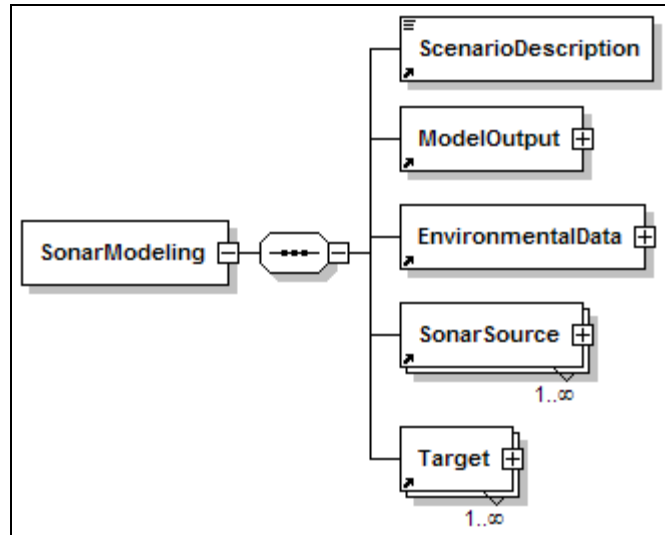 ScenarioDescription
ModelOutput
EnvironmentalData
SonarModeling
SonarSource
1..∞
Target
1..∞